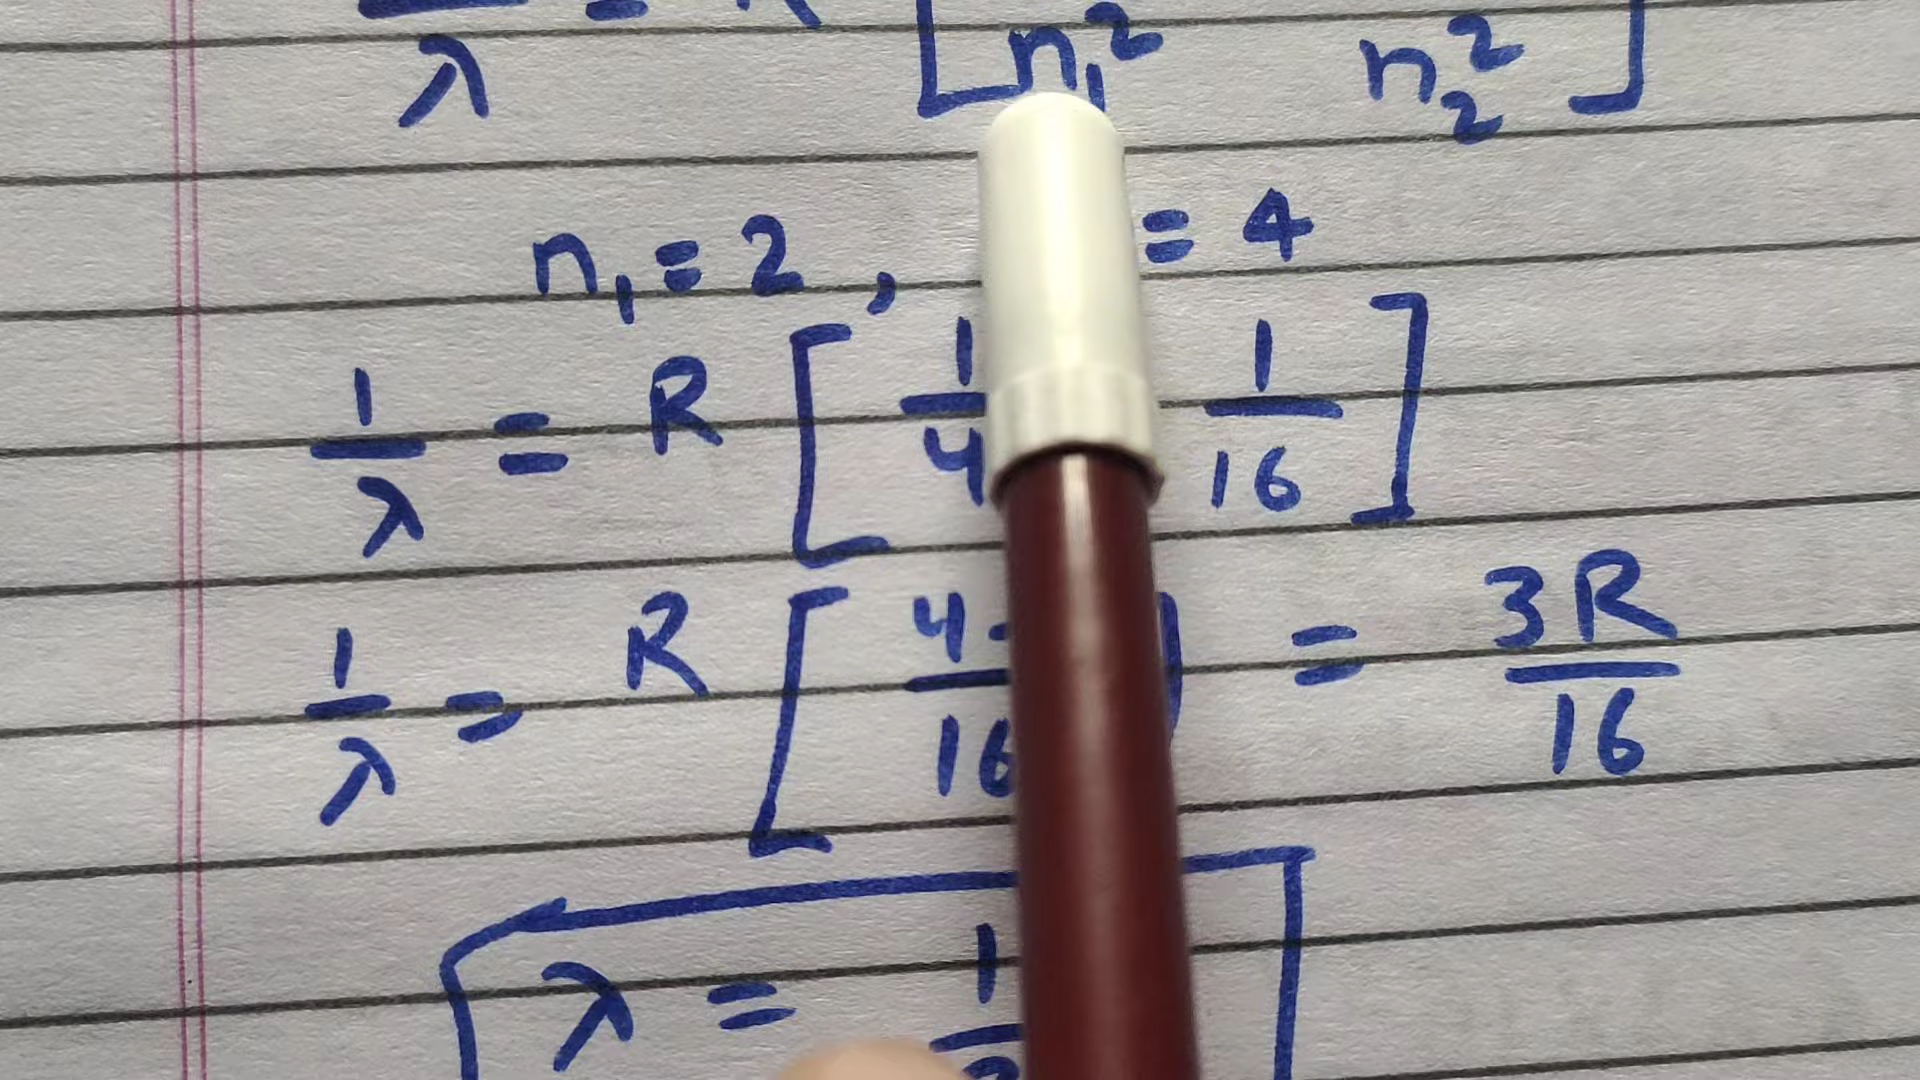 λ = [ n₁² n₂² ]
n₁ = 2 , = 4
1/λ = R [ 1/4 1/16 ]
1/λ = R [ 4 - / 16 ] = 3R/16
λ = 1